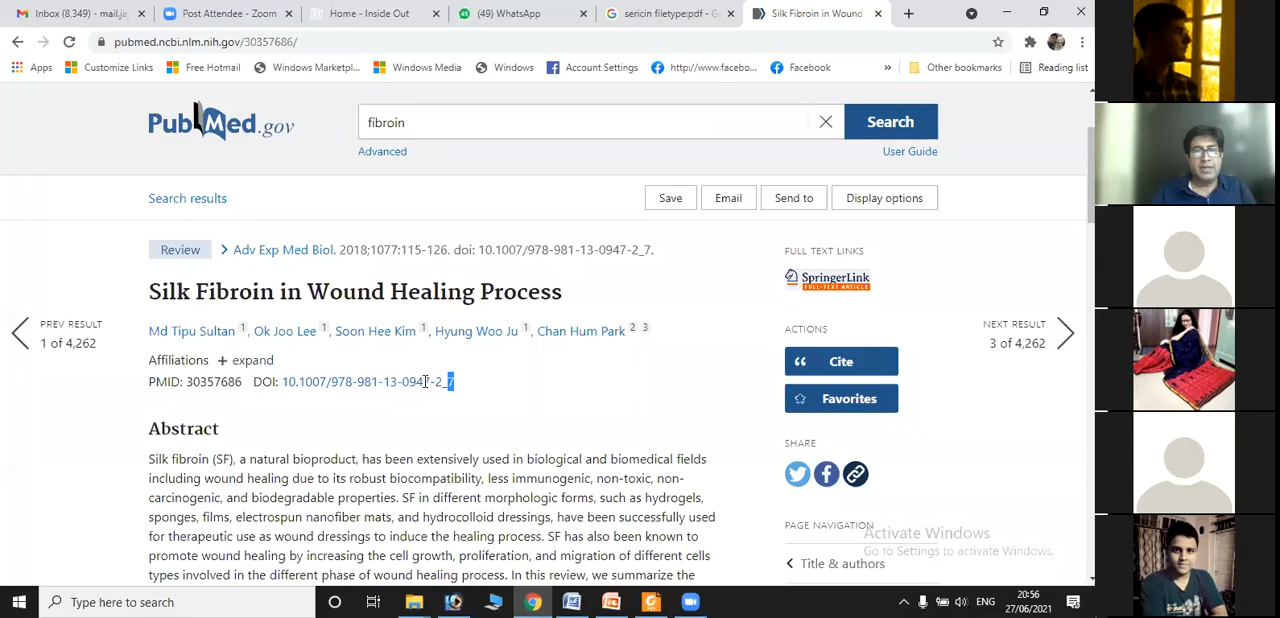 Inbox (8,349) - mail.ja
Post Attendee - Zoom
Home - Inside Out
(49) WhatsApp
sericin filetype:pdf - G
Silk Fibroin in Wound
pubmed.ncbi.nlm.nih.gov/30357686/
Apps
Customize Links
Free Hotmail
Windows Marketpl...
Windows Media
Windows
Account Settings
http://www.facebo...
Facebook
»
Other bookmarks
Reading list
PubMed.gov
fibroin
Search
Advanced
User Guide
Search results
Save
Email
Send to
Display options
Review
Adv Exp Med Biol. 2018;1077:115-126. doi: 10.1007/978-981-13-0947-2_7.
Silk Fibroin in Wound Healing Process
Md Tipu Sultan 1, Ok Joo Lee 1, Soon Hee Kim 1, Hyung Woo Ju 1, Chan Hum Park 2 3
Affiliations + expand
PMID: 30357686 DOI: 10.1007/978-981-13-0947-2_7
PREV RESULT
1 of 4,262
NEXT RESULT
3 of 4,262
Abstract
Silk fibroin (SF), a natural bioproduct, has been extensively used in biological and biomedical fields
including wound healing due to its robust biocompatibility, less immunogenic, non-toxic, non-
carcinogenic, and biodegradable properties. SF in different morphologic forms, such as hydrogels,
sponges, films, electrospun nanofiber mats, and hydrocolloid dressings, have been successfully used
for therapeutic use as wound dressings to induce the healing process. SF has also been known to
promote wound healing by increasing the cell growth, proliferation, and migration of different cells
types involved in the different phase of wound healing process. In this review, we summarize the
FULL TEXT LINKS
SpringerLink
FULL-TEXT ARTICLE
ACTIONS
Cite
Favorites
SHARE
PAGE NAVIGATION
Title & authors
Activate Windows
Go to Settings to activate Windows.
Type here to search
ENG
20:56
27/06/2021